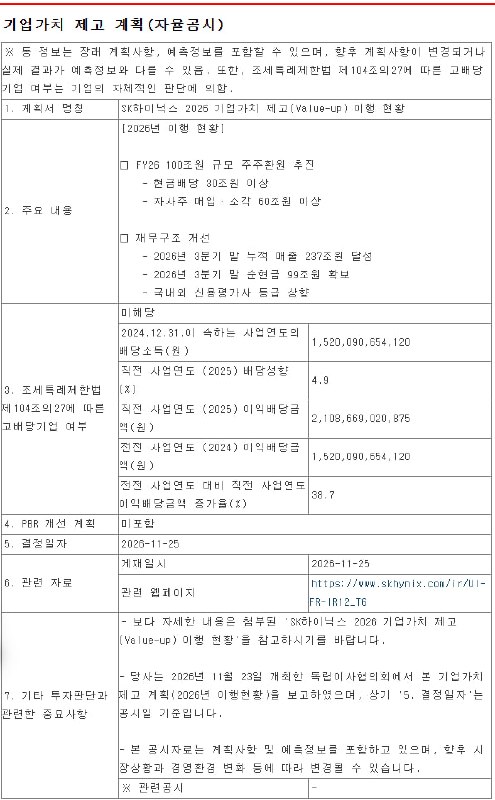 기업가치 제고 계획(자율공시)
※ 동 정보는 장래 계획사항, 예측정보를 포함할 수 있으며, 향후 계획사항이 변경되거나
실제 결과가 예측정보와 다를 수 있음. 또한, 조세특례제한법 제104조의27에 따른 고배당
기업 여부는 기업의 자체적인 판단에 의함.
1. 계획서 명칭
SK하이닉스 2026 기업가치 제고(Value-up) 이행 현황
2. 주요 내용
[2026년 이행 현황]
□ FY26 100조원 규모 주주환원 추진
- 현금배당 30조원 이상
- 자사주 매입·소각 60조원 이상
□ 재무구조 개선
- 2026년 3분기 말 누적 매출 237조원 달성
- 2026년 3분기 말 순현금 99조원 확보
- 국내외 신용평가사 등급 상향
3. 조세특례제한법
제104조의27에 따른
고배당기업 여부
미해당
2024.12.31.이 속하는 사업연도의
배당소득(원)
1,520,090,654,120
직전 사업연도 (2025) 배당성향
(%)
4.9
직전 사업연도 (2025) 이익배당금
액(원)
2,108,669,020,875
전전 사업연도 (2024) 이익배당금
액(원)
1,520,090,654,120
전전 사업연도 대비 직전 사업연도
이익배당금액 증가율(%)
38.7
4. PBR 개선 계획
미포함
5. 결정일자
2026-11-25
6. 관련 자료
게재일시
2026-11-25
관련 웹페이지
https://www.skhynix.com/ir/UI-
FR-IR12_T6
7. 기타 투자판단과
관련한 중요사항
- 보다 자세한 내용은 첨부된 'SK하이닉스 2026 기업가치 제고
(Value-up) 이행 현황'을 참고하시기를 바랍니다.
- 당사는 2026년 11월 23일 개최한 독립이사협의회에서 본 기업가치
제고 계획(2026년 이행현황)을 보고하였으며, 상기 '5. 결정일자'는
공시일 기준입니다.
- 본 공시자료는 계획사항 및 예측정보를 포함하고 있으며, 향후 시
장상황과 경영환경 변화 등에 따라 변경될 수 있습니다.
※ 관련공시
-